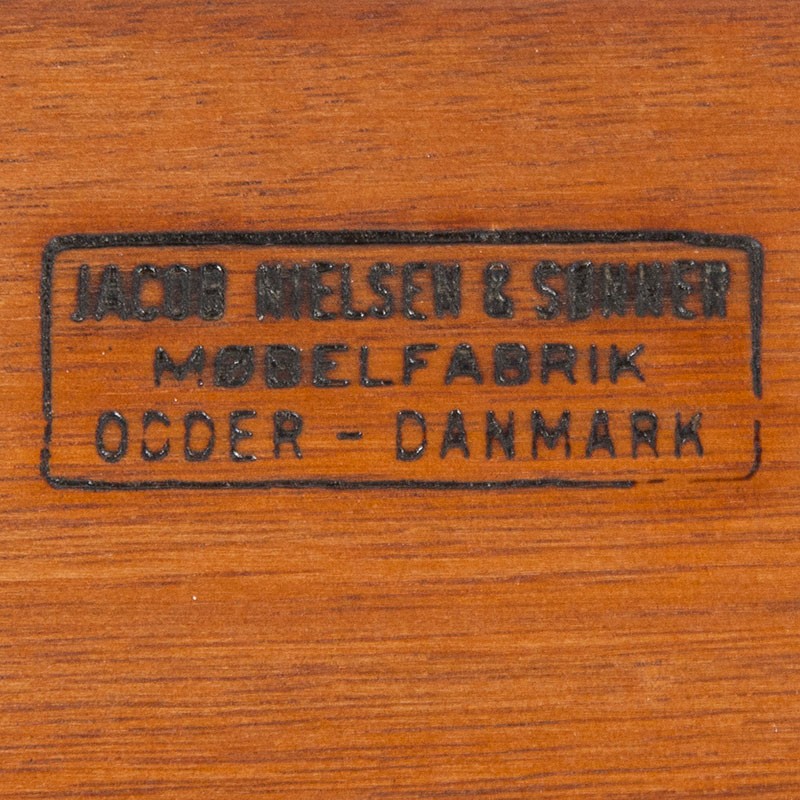 JACOB NIELSEN & SØNNER
MØBELFABRIK
ODDER - DANMARK